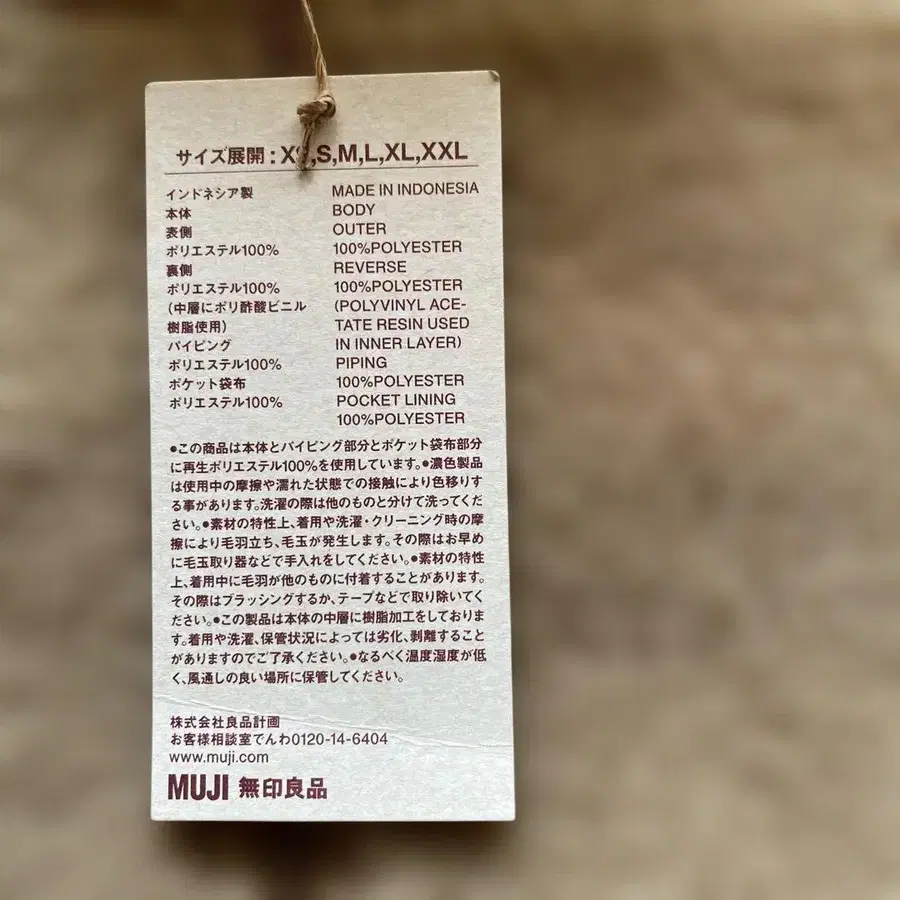 サイズ展開:XS,S,M,L,XL,XXL
インドネシア製
本体
表側
ポリエステル100%
裏側
ポリエステル100%
(中層にポリ酢酸ビニル
樹脂使用)
パイピング
ポリエステル100%
ポケット袋布
ポリエステル100%
MADE IN INDONESIA
BODY
OUTER
100%POLYESTER
REVERSE
100%POLYESTER
(POLYVINYL ACE-
TATE RESIN USED
IN INNER LAYER)
PIPING
100%POLYESTER
POCKET LINING
100%POLYESTER
●この商品は本体とパイピング部分とポケット袋布部分
に再生ポリエステル100%を使用しています。●濃色製品
は使用中の摩擦や濡れた状態での接触により色移りす
る事があります。洗濯の際は他のものと分けて洗ってくだ
さい。●素材の特性上、着用や洗濯・クリーニング時の摩
擦により毛羽立ち、毛玉が発生します。その際はお早め
に毛玉取り器などで手入れをしてください。●素材の特性
上、着用中に毛羽が他のものに付着することがあります。
その際はブラッシングするか、テープなどで取り除いてく
ださい。●この製品は本体の中層に樹脂加工をしておりま
す。着用や洗濯、保管状況によっては劣化、剥離すること
がありますのでご了承ください。●なるべく温度湿度が低
く、風通しの良い場所に保管してください。
株式会社良品計画
お客様相談室でんわ0120-14-6404
www.muji.com
MUJI 無印良品